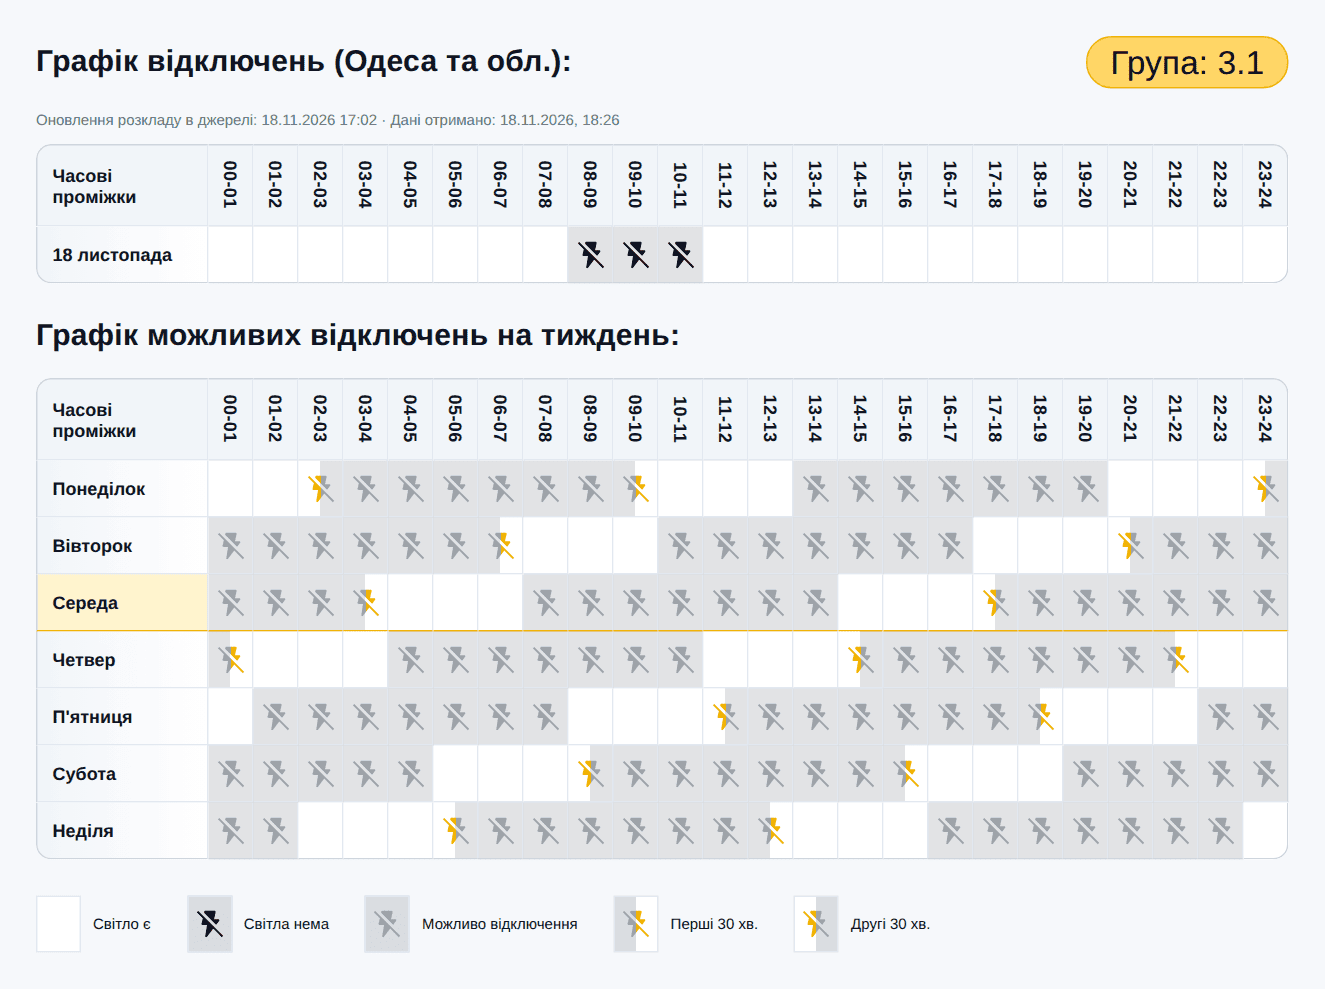 Графік відключень (Одеса та обл.):
Група: 3.1
Оновлення розкладу в джерелі: 18.11.2026 17:02 · Дані отримано: 18.11.2026, 18:26
Часові проміжки 00-01 01-02 02-03 03-04 04-05 05-06 06-07 07-08 08-09 09-10 10-11 11-12 12-13 13-14 14-15 15-16 16-17 17-18 18-19 19-20 20-21 21-22 22-23 23-24
18 листопада
Графік можливих відключень на тиждень:
Часові проміжки 00-01 01-02 02-03 03-04 04-05 05-06 06-07 07-08 08-09 09-10 10-11 11-12 12-13 13-14 14-15 15-16 16-17 17-18 18-19 19-20 20-21 21-22 22-23 23-24
Понеділок
Вівторок
Середа
Четвер
П'ятниця
Субота
Неділя
Світло є Світла нема Можливо відключення Перші 30 хв. Другі 30 хв.